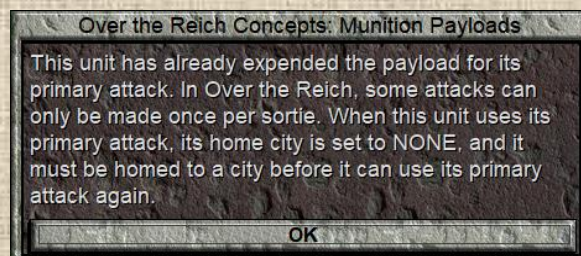 Over the Reich Concepts: Munition Payloads
This unit has already expended the payload for its
primary attack. In Over the Reich, some attacks can
only be made once per sortie. When this unit uses its
primary attack, its home city is set to NONE, and it
must be homed to a city before it can use its primary
attack again.
OK